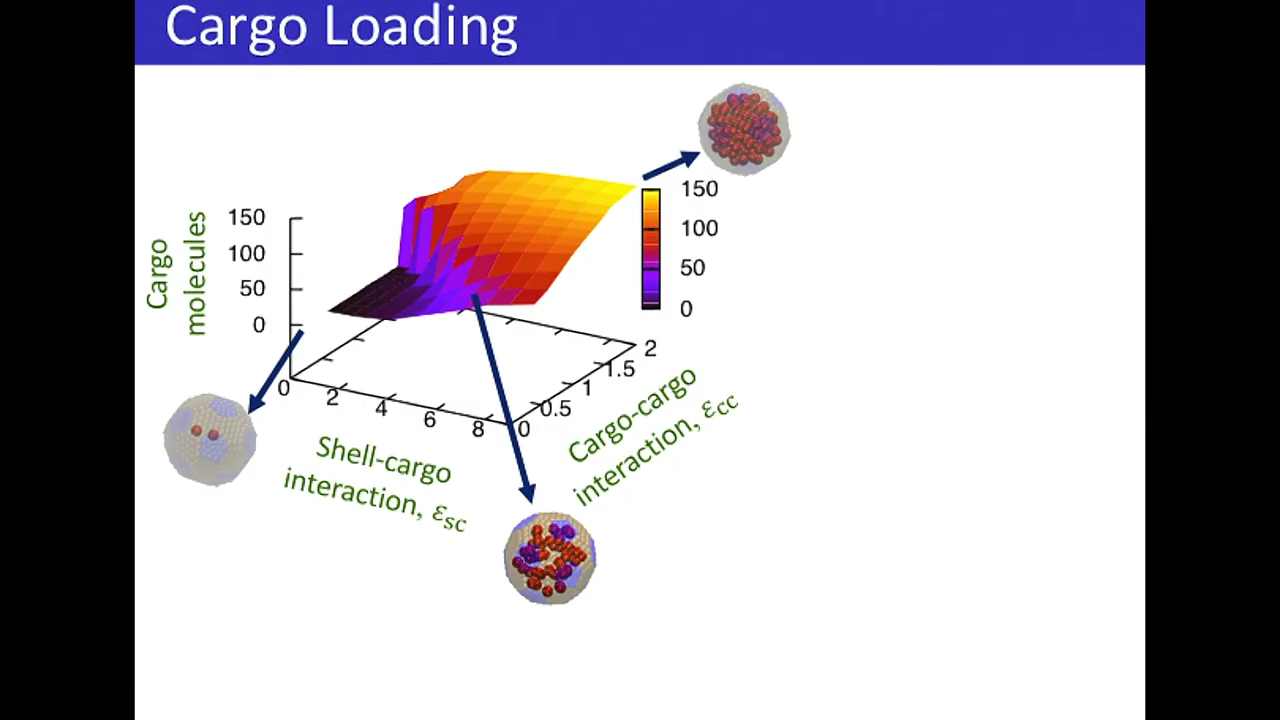 Cargo Loading
Cargo
molecules
150
100
50
0
150
100
50
0
0
2
4
6
8
0
0.5
1
1.5
2
Shell-cargo
interaction, εsc
Cargo-cargo
interaction, εcc